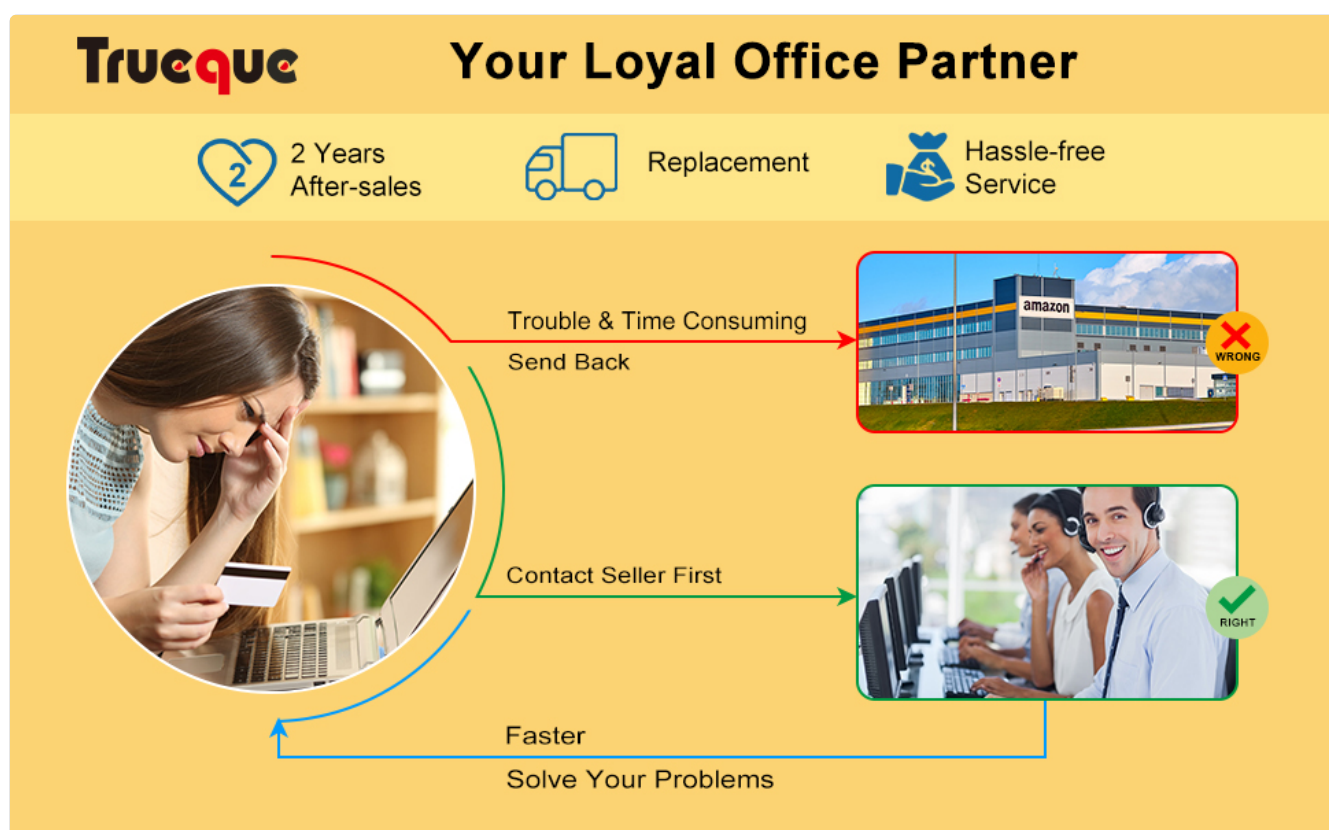 Trueque
Your Loyal Office Partner
2
2 Years
After-sales
Replacement
$
Hassle-free
Service
Trouble & Time Consuming
Send Back
amazon
WRONG
Contact Seller First
RIGHT
Faster
Solve Your Problems